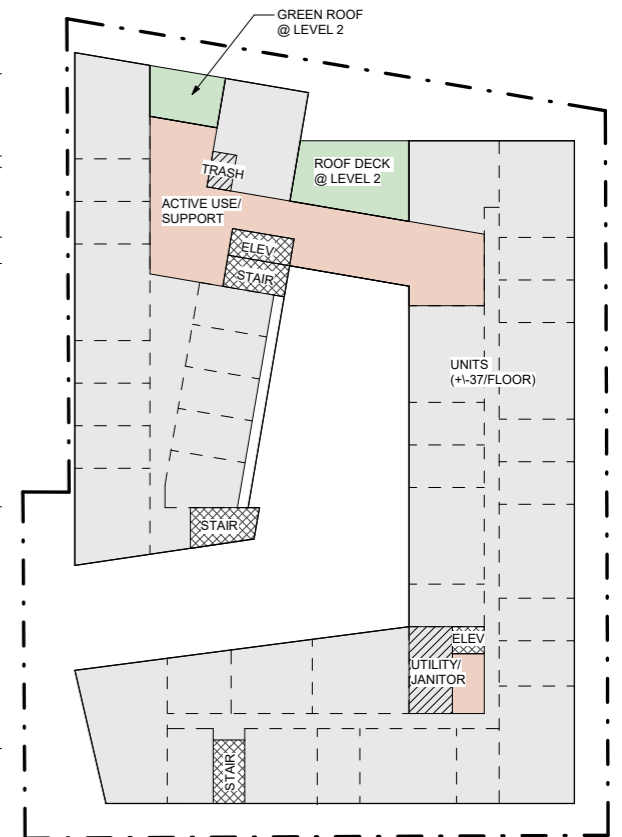 GREEN ROOF
@ LEVEL 2
ROOF DECK
@ LEVEL 2
TRASH
ACTIVE USE/
SUPPORT
ELEV
STAIR
UNITS
(+\-37/FLOOR)
STAIR
ELEV
UTILITY/
JANITOR
STAIR